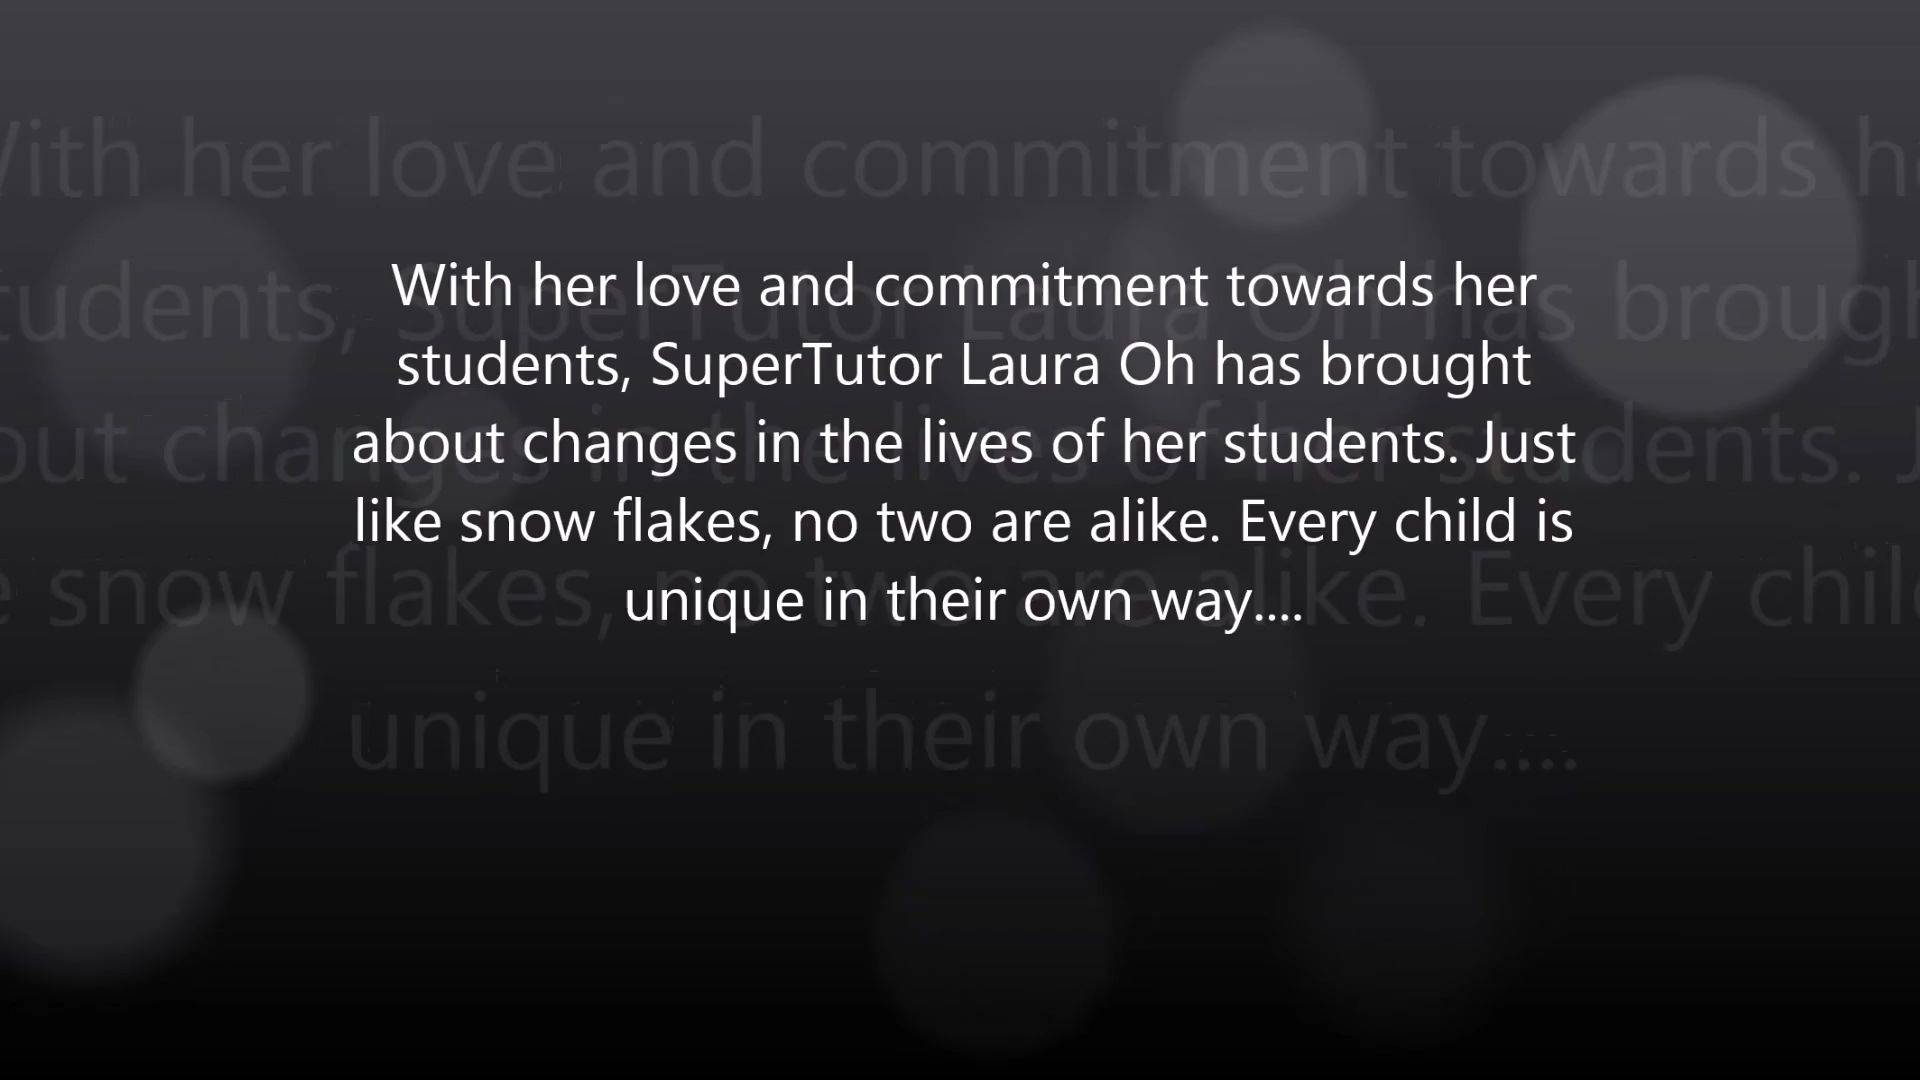 With her love and commitment towards her
students, SuperTutor Laura Oh has brought
about changes in the lives of her students. Just
like snow flakes, no two are alike. Every child is
unique in their own way....